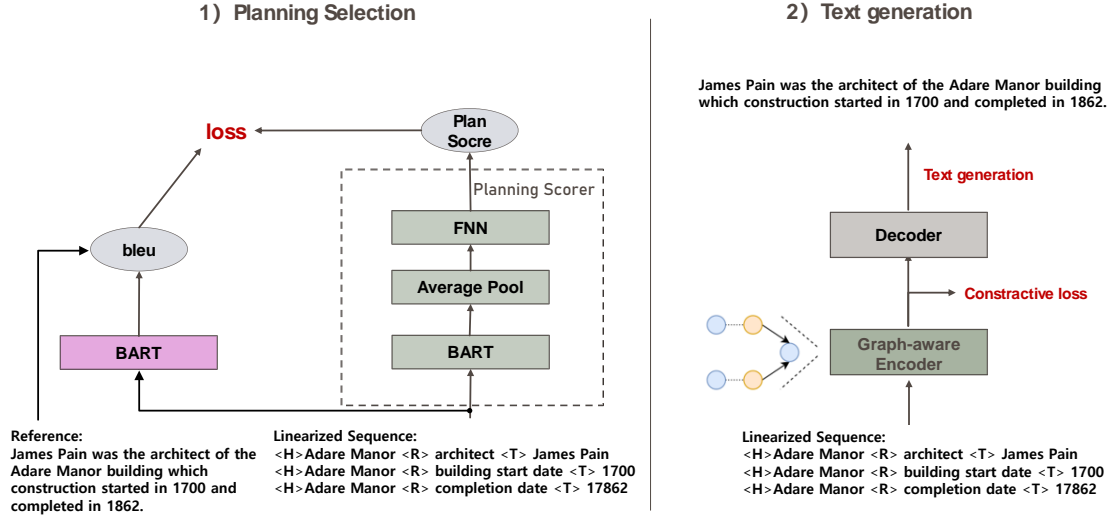 1) Planning Selection
loss
Plan
Socre
Planning Scorer
FNN
bleu
Average Pool
BART
BART
Reference:
James Pain was the architect of the
Adare Manor building which
construction started in 1700 and
completed in 1862.
Linearized Sequence:
<H>Adare Manor <R> architect <T> James Pain
<H>Adare Manor <R> building start date <T> 1700
<H>Adare Manor <R> completion date <T> 17862
2) Text generation
James Pain was the architect of the Adare Manor building
which construction started in 1700 and completed in 1862.
Text generation
Decoder
Constractive loss
Graph-aware
Encoder
Linearized Sequence:
<H>Adare Manor <R> architect <T> James Pain
<H>Adare Manor <R> building start date <T> 1700
<H>Adare Manor <R> completion date <T> 17862